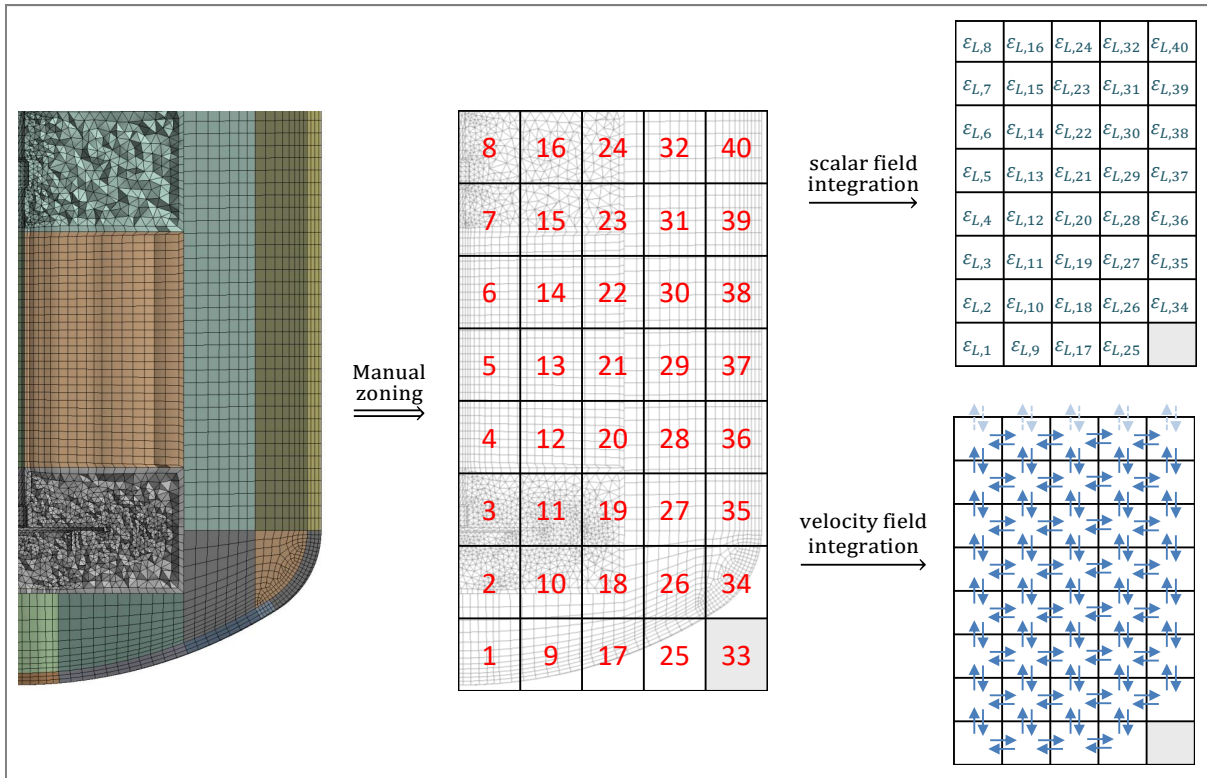 Manual
zoning
8 16 24 32 40
7 15 23 31 39
6 14 22 30 38
5 13 21 29 37
4 12 20 28 36
3 11 19 27 35
2 10 18 26 34
1 9 17 25 33
scalar field
integration
ε_{L,8} ε_{L,16} ε_{L,24} ε_{L,32} ε_{L,40}
ε_{L,7} ε_{L,15} ε_{L,23} ε_{L,31} ε_{L,39}
ε_{L,6} ε_{L,14} ε_{L,22} ε_{L,30} ε_{L,38}
ε_{L,5} ε_{L,13} ε_{L,21} ε_{L,29} ε_{L,37}
ε_{L,4} ε_{L,12} ε_{L,20} ε_{L,28} ε_{L,36}
ε_{L,3} ε_{L,11} ε_{L,19} ε_{L,27} ε_{L,35}
ε_{L,2} ε_{L,10} ε_{L,18} ε_{L,26} ε_{L,34}
ε_{L,1} ε_{L,9} ε_{L,17} ε_{L,25}
velocity field
integration